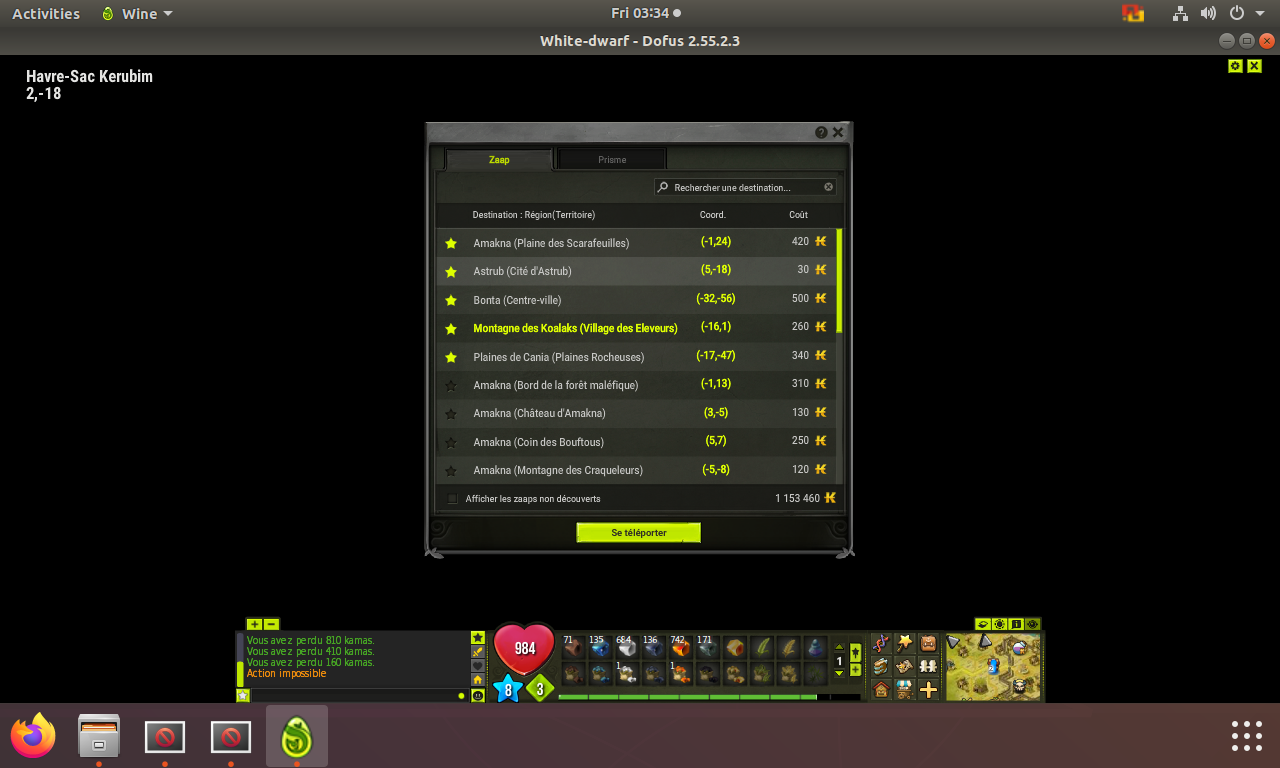 Activities Wine Fri 03:34
White-dwarf - Dofus 2.55.2.3
Havre-Sac Kerubim
2,-18
Zaap Prisme
Rechercher une destination...
Destination : Région(Territoire) Coord. Coût
Amakna (Plaine des Scarafeuilles) (-1,24) 420
Astrub (Cité d'Astrub) (5,-18) 30
Bonta (Centre-ville) (-32,-56) 500
Montagne des Koalaks (Village des Eleveurs) (-16,1) 260
Plaines de Cania (Plaines Rocheuses) (-17,-47) 340
Amakna (Bord de la forêt maléfique) (-1,13) 310
Amakna (Château d'Amakna) (3,-5) 130
Amakna (Coin des Bouftous) (5,7) 250
Amakna (Montagne des Craqueleurs) (-5,-8) 120
Afficher les zaaps non découverts 1 153 460
Se téléporter
Vous avez perdu 810 kamas.
Vous avez perdu 410 kamas.
Vous avez perdu 160 kamas.
Action impossible
984
8 3
71 135 684 136 742 171
1 1
1